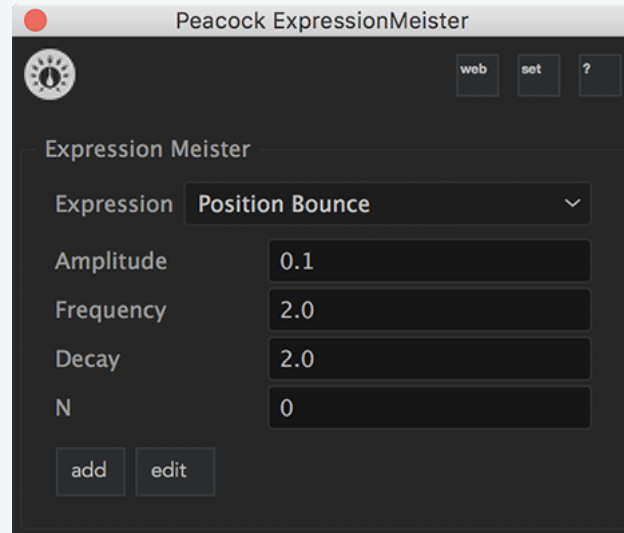 Peacock ExpressionMeister
web set ?
Expression Meister
Expression Position Bounce
Amplitude 0.1
Frequency 2.0
Decay 2.0
N 0
add edit